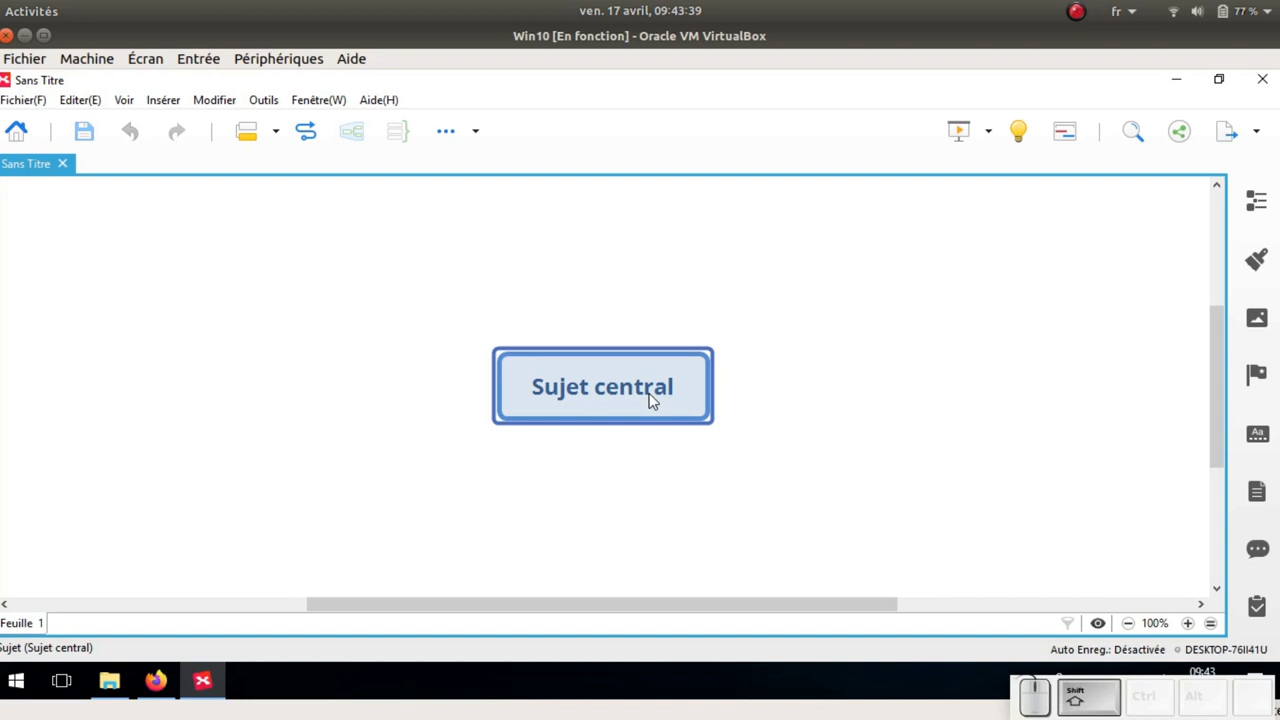 Activités ven. 17 avril, 09:43:39 fr 77 %
Win10 [En fonction] - Oracle VM VirtualBox
Fichier Machine Écran Entrée Périphériques Aide
Sans Titre
Fichier(F) Editer(E) Voir Insérer Modifier Outils Fenêtre(W) Aide(H)
Sans Titre
Sujet central
Aa
Feuille 1 100%
Sujet (Sujet central) Auto Enreg.: Désactivée DESKTOP-76II41U
09:43
Shift Ctrl Alt